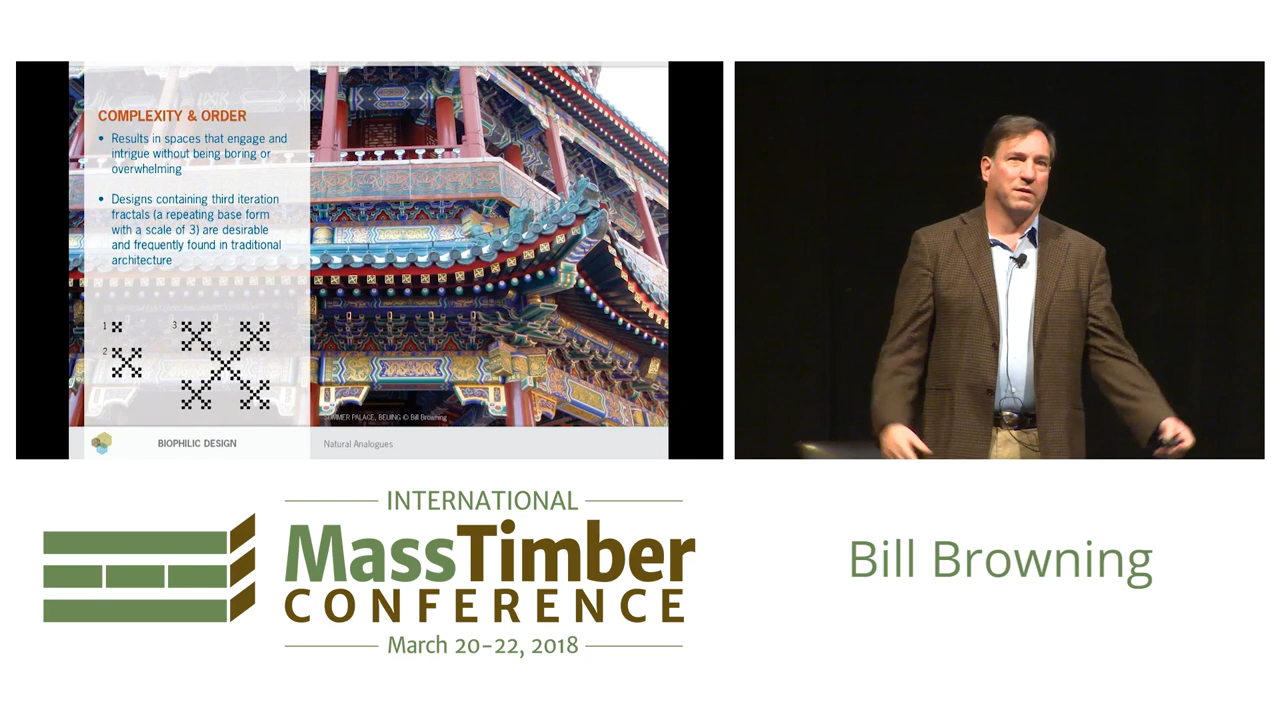 COMPLEXITY & ORDER
• Results in spaces that engage and
intrigue without being boring or
overwhelming
• Designs containing third iteration
fractals (a repeating base form
with a scale of 3) are desirable
and frequently found in traditional
architecture
1
2
3
SUMMER PALACE, BEIJING © Bill Browning
BIOPHILIC DESIGN
Natural Analogues
INTERNATIONAL
MassTimber
CONFERENCE
March 20–22, 2018
Bill Browning